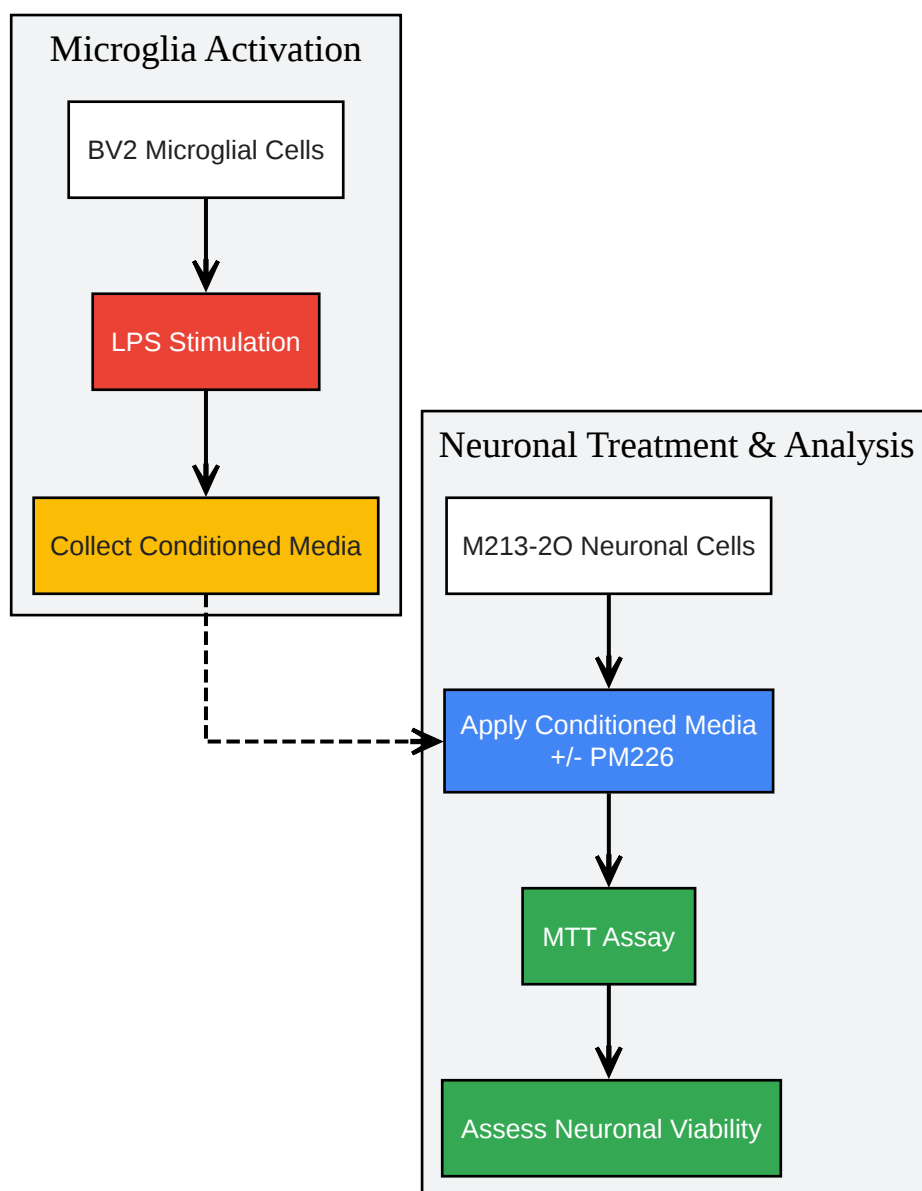 Microglia Activation
BV2 Microglial Cells
LPS Stimulation
Collect Conditioned Media
Neuronal Treatment & Analysis
M213-2O Neuronal Cells
Apply Conditioned Media
+/- PM226
MTT Assay
Assess Neuronal Viability